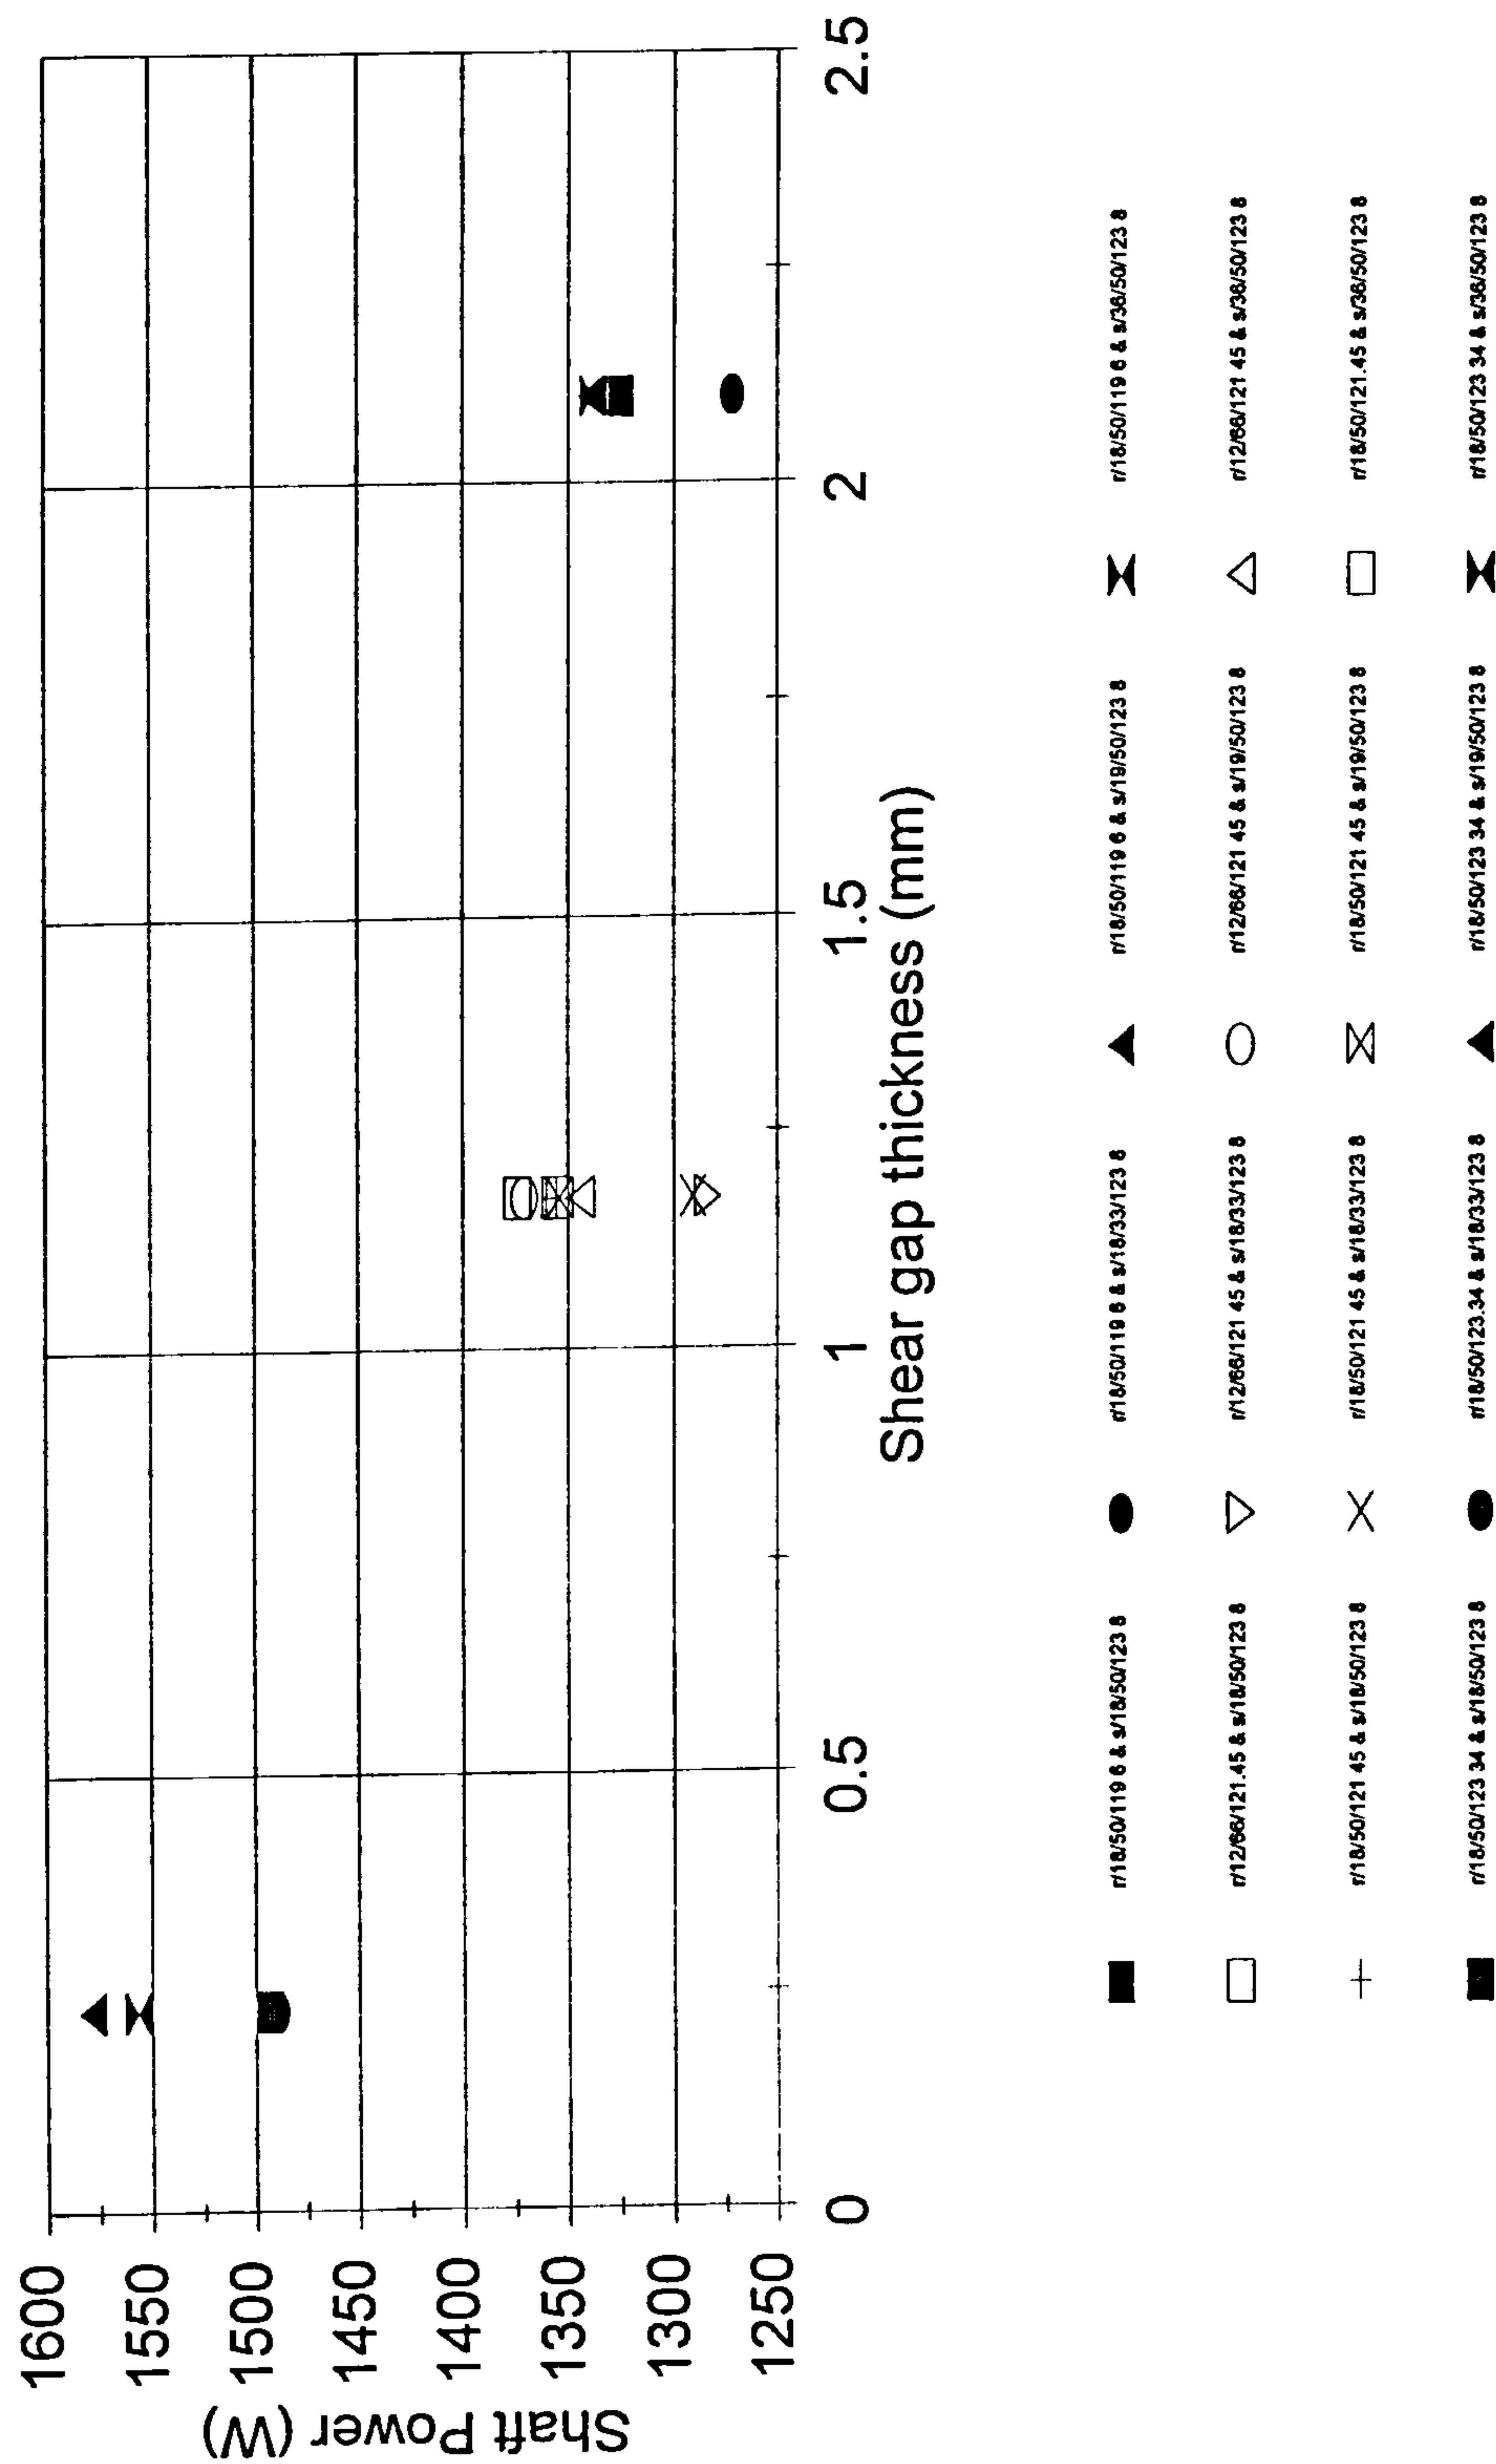 Shaft Power (W)
1600
1550
1500
1450
1400
1350
1300
1250
0 0.5 1 1.5 2 2.5
Shear gap thickness (mm)
r/18/50/119 6 & s/18/50/123 8 r/18/50/119 6 & s/18/33/123 8 r/18/50/119 6 & s/19/50/123 8 r/18/50/119 6 & s/36/50/123 8
r/12/66/121.45 & s/18/50/123 8 r/12/66/121 45 & s/18/33/123 8 r/12/66/121 45 & s/19/50/123 8 r/12/66/121 45 & s/36/50/123 8
r/18/50/121 45 & s/18/50/123 8 r/18/50/121 45 & s/18/33/123 8 r/18/50/121 45 & s/19/50/123 8 r/18/50/121.45 & s/36/50/123 8
r/18/50/123 34 & s/18/50/123 8 r/18/50/123.34 & s/18/33/123 8 r/18/50/123 34 & s/19/50/123 8 r/18/50/123 34 & s/36/50/123 8